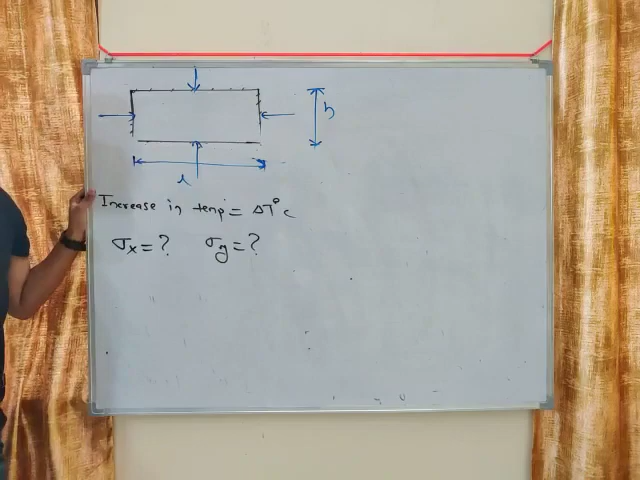 h
l
Increase in temp = ΔT°c
σx = ? σy = ?